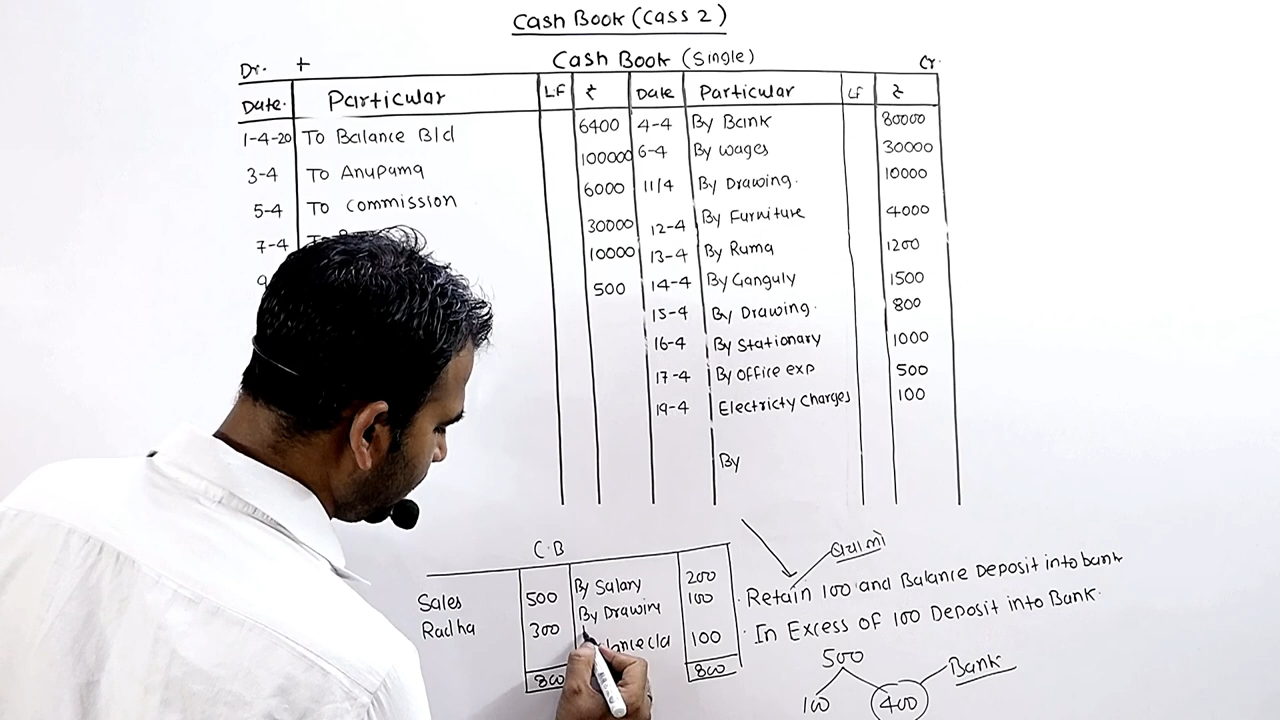 Cash Book (Cass 2)
Dr. + Cash Book (Single) Cr.
Date. Particular LF ₹ Date Particular LF ₹
1-4-20 To Balance B/d 6400 4-4 By Bank 80000
3-4 To Anupama 100000 6-4 By wages 30000
5-4 To Commission 6000 11/4 By Drawing. 10000
7-4 30000 12-4 By Furniture 4000
10000 13-4 By Ruma 1200
500 14-4 By Ganguly 1500
15-4 By Drawing. 800
16-4 By Stationary 1000
17-4 By office exp 500
19-4 Electricty charges 100
By
C.B
Sales 500 By Salary 200
Radha 300 By Drawin 100
c/d 100
800 800
बचालो
Retain 100 and Balance Deposit into bank
In Excess of 100 Deposit into Bank.
500
100 400 Bank